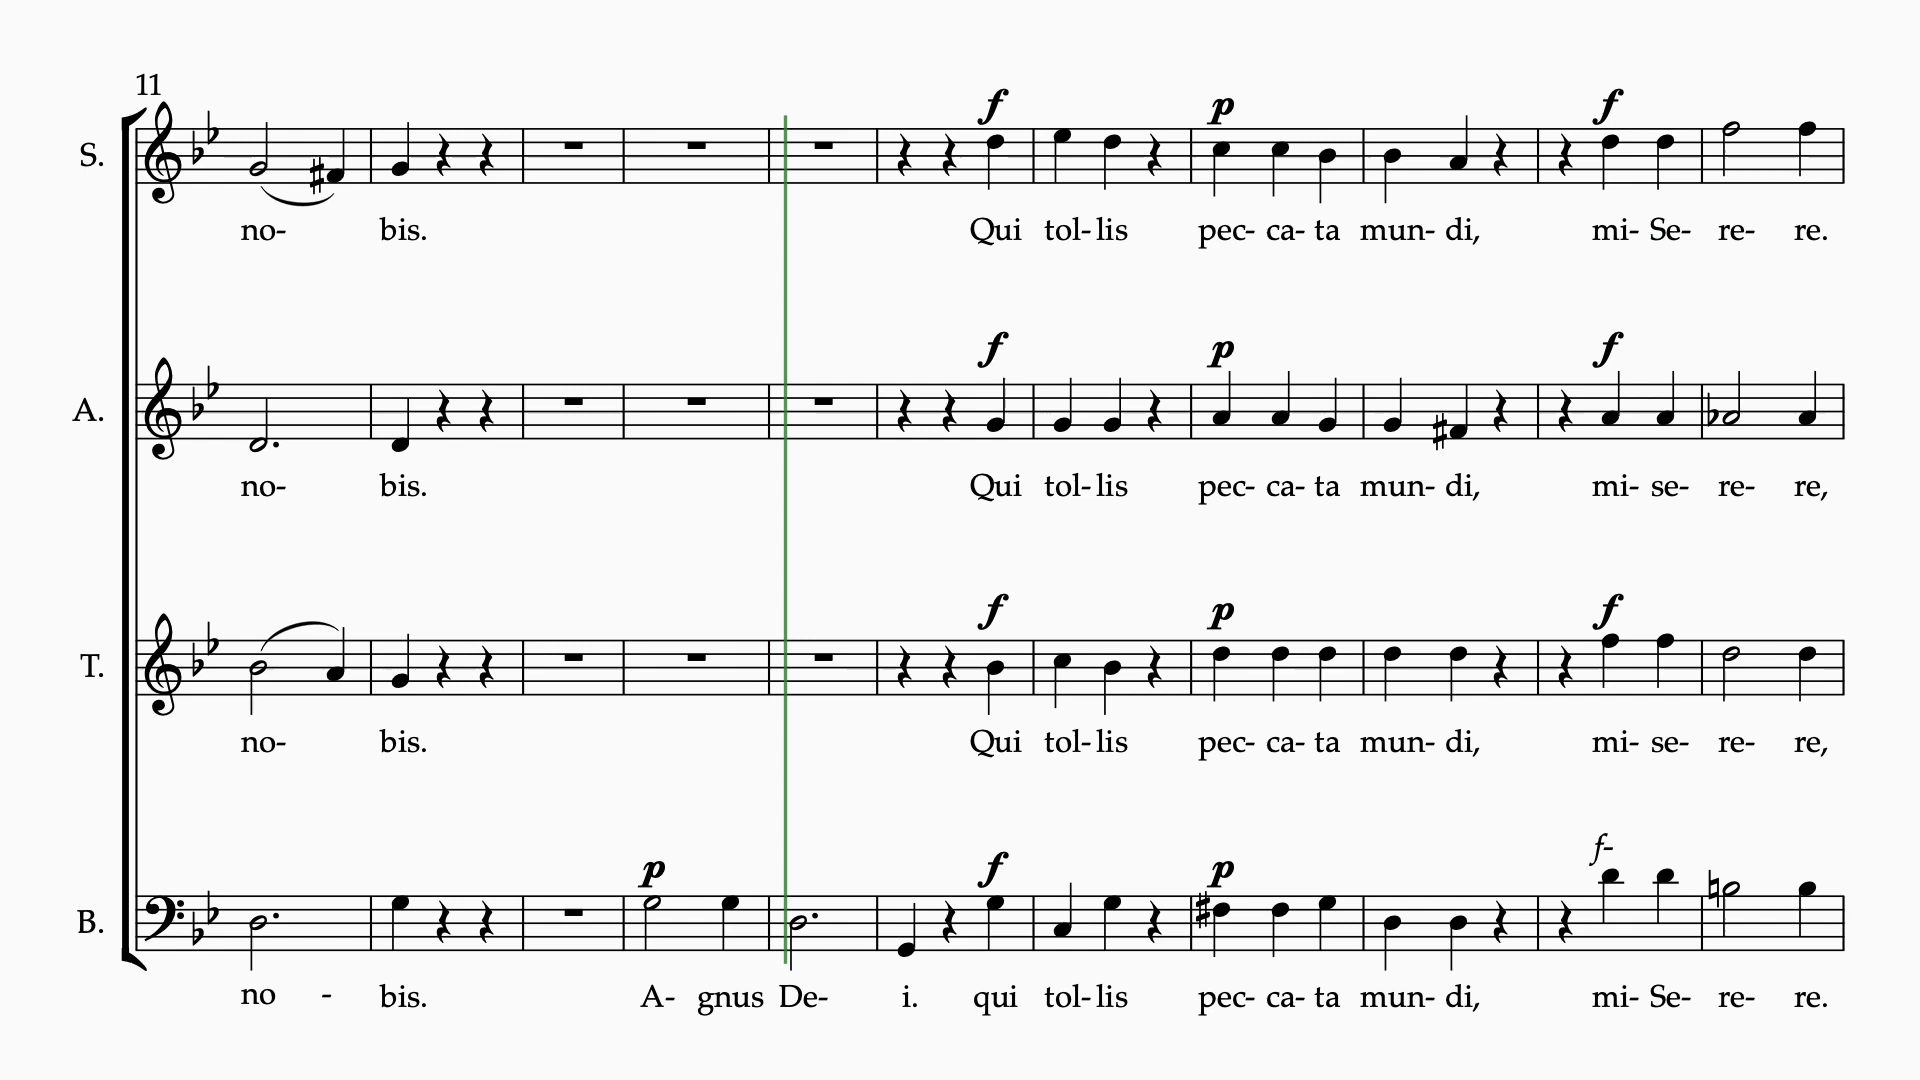 11
f p f
S.
no- bis. Qui tol- lis pec- ca- ta mun- di, mi- Se- re- re.
f p f
A.
no- bis. Qui tol- lis pec- ca- ta mun- di, mi- se- re- re,
f p f
T.
no- bis. Qui tol- lis pec- ca- ta mun- di, mi- se- re- re,
p f p f-
B.
no - bis. A- gnus De- i. qui tol- lis pec- ca- ta mun- di, mi- Se- re- re.